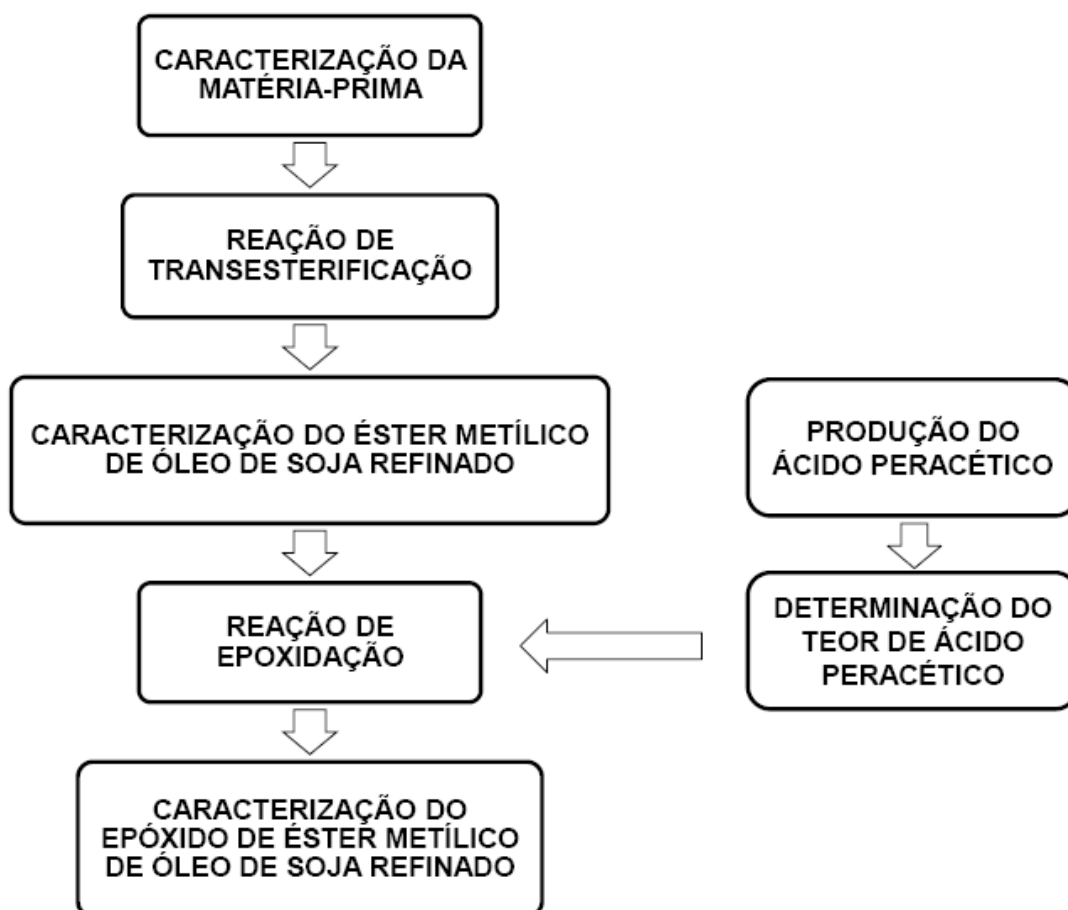 CARACTERIZAÇÃO DA
MATÉRIA-PRIMA
REAÇÃO DE
TRANSESTERIFICAÇÃO
CARACTERIZAÇÃO DO ÉSTER METÍLICO
DE ÓLEO DE SOJA REFINADO
PRODUÇÃO DO
ÁCIDO PERACÉTICO
REAÇÃO DE
EPOXIDAÇÃO
DETERMINAÇÃO DO
TEOR DE ÁCIDO
PERACÉTICO
CARACTERIZAÇÃO DO
EPÓXIDO DE ÉSTER METÍLICO
DE ÓLEO DE SOJA REFINADO